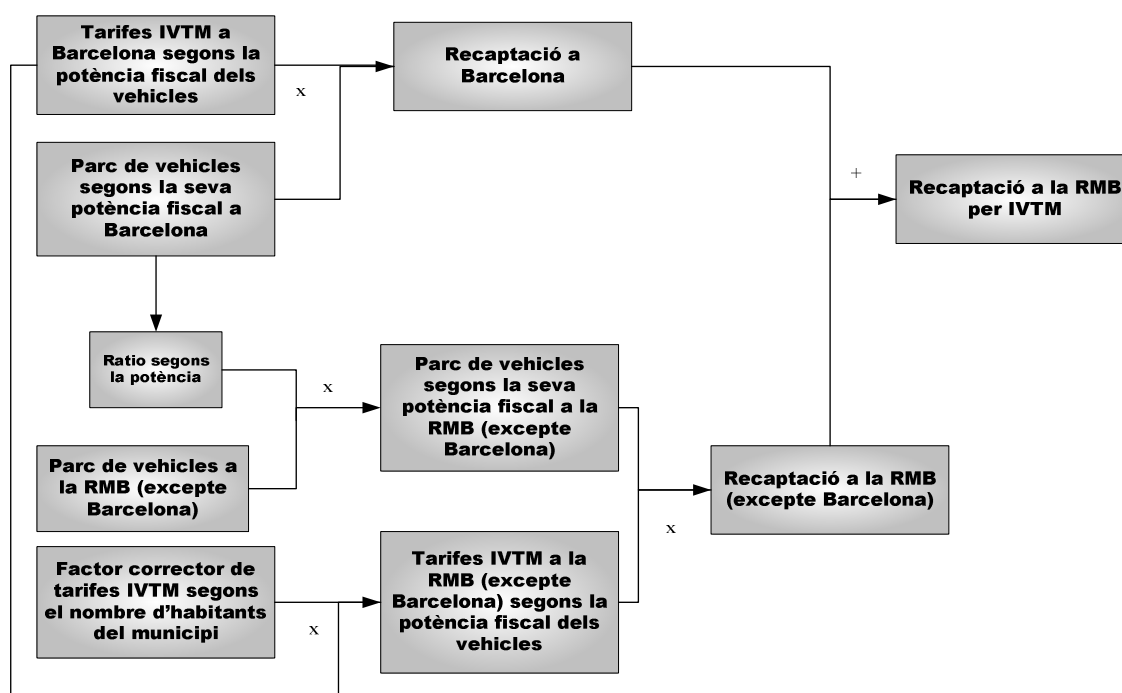 Tarifes IVTM a
Barcelona segons la
potència fiscal dels
vehicles
x
Recaptació a
Barcelona
Parc de vehicles
segons la seva
potència fiscal a
Barcelona
+
Recaptació a la RMB
per IVTM
Ratio segons
la potència
x
Parc de vehicles
segons la seva
potència fiscal a la
RMB (excepte
Barcelona)
Parc de vehicles a
la RMB (excepte
Barcelona)
Recaptació a la RMB
(excepte Barcelona)
x
Factor corrector de
tarifes IVTM segons
el nombre d'habitants
del municipi
x
Tarifes IVTM a la
RMB (excepte
Barcelona) segons la
potència fiscal dels
vehicles